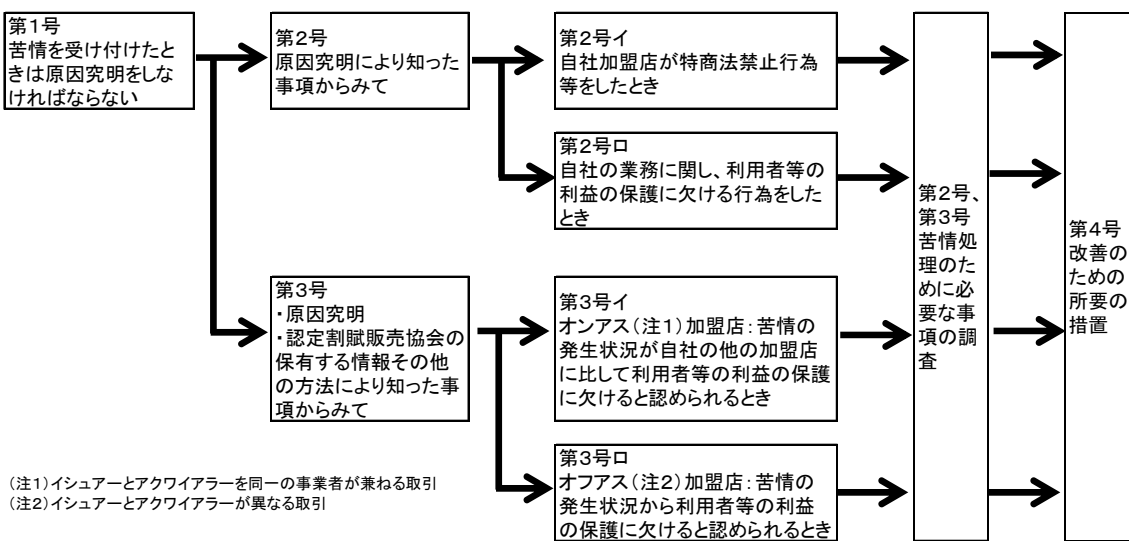 第1号
苦情を受け付けたと
きは原因究明をしな
ければならない
第2号
原因究明により知った
事項からみて
第2号イ
自社加盟店が特商法禁止行為
等をしたとき
第2号ロ
自社の業務に関し、利用者等の
利益の保護に欠ける行為をした
とき
第3号
・原因究明
・認定割賦販売協会の
保有する情報その他
の方法により知った事
項からみて
第3号イ
オンアス(注1)加盟店:苦情の
発生状況が自社の他の加盟店
に比して利用者等の利益の保護
に欠けると認められるとき
第3号ロ
オフアス(注2)加盟店:苦情の
発生状況から利用者等の利益
の保護に欠けると認められるとき
第2号、
第3号
苦情処
理のた
めに必
要な事
項の調
査
第4号
改善の
ための
所要の
措置
(注1)イシュアーとアクワイアラーを同一の事業者が兼ねる取引
(注2)イシュアーとアクワイアラーが異なる取引